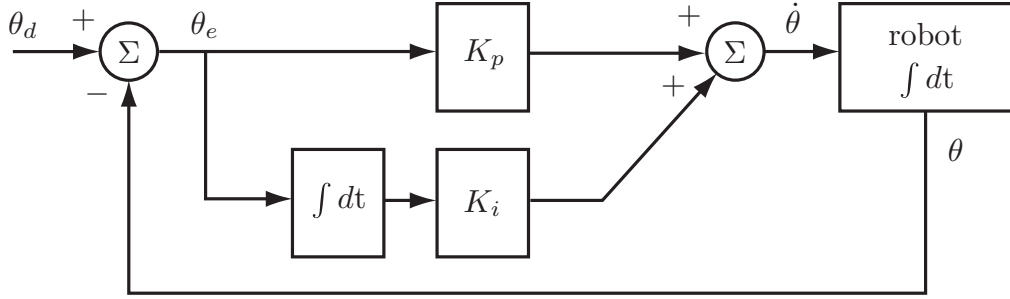 θ_d
+
−
Σ
θ_e
K_p
∫ dt
K_i
+
+
Σ
θ̇
robot
∫ dt
θ